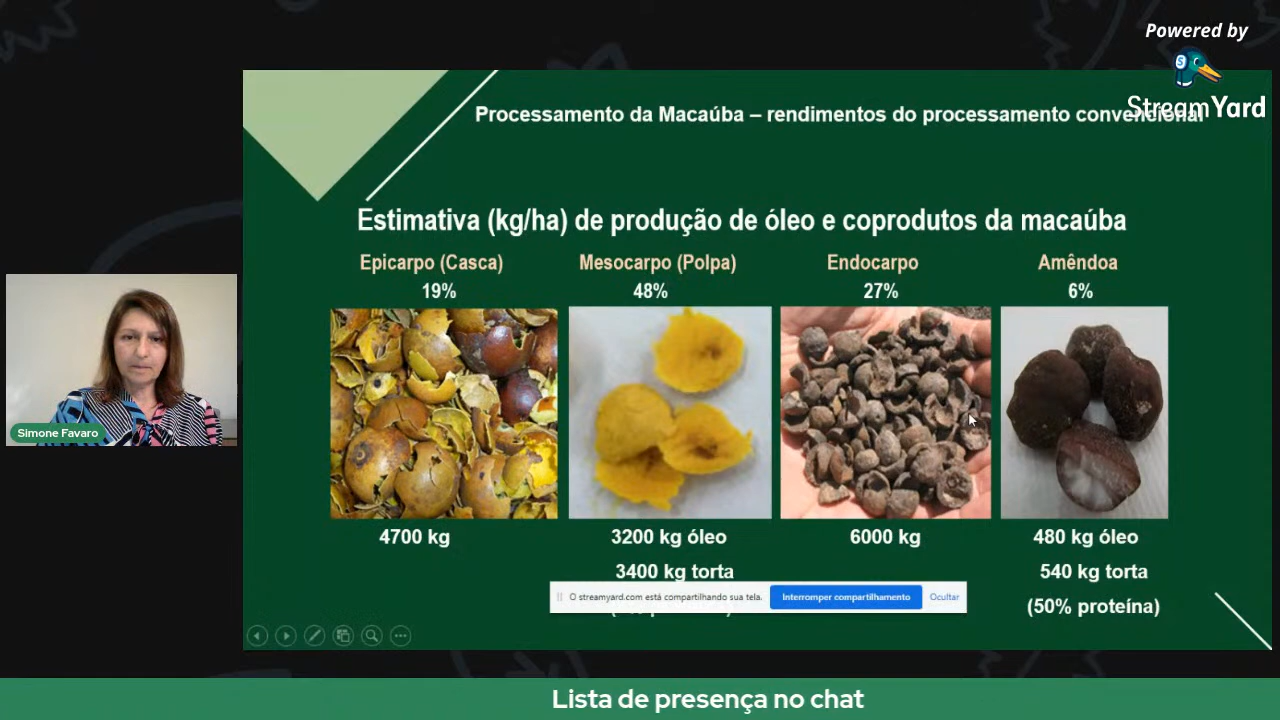 Powered by
StreamYard
Processamento da Macaúba – rendimentos do processamento convencional
Estimativa (kg/ha) de produção de óleo e coprodutos da macaúba
Epicarpo (Casca) Mesocarpo (Polpa) Endocarpo Amêndoa
19% 48% 27% 6%
Simone Favaro
4700 kg 3200 kg óleo 6000 kg 480 kg óleo
3400 kg torta 540 kg torta
O streamyard.com está compartilhando sua tela. Interromper compartilhamento Ocultar
(50% proteína)
Lista de presença no chat